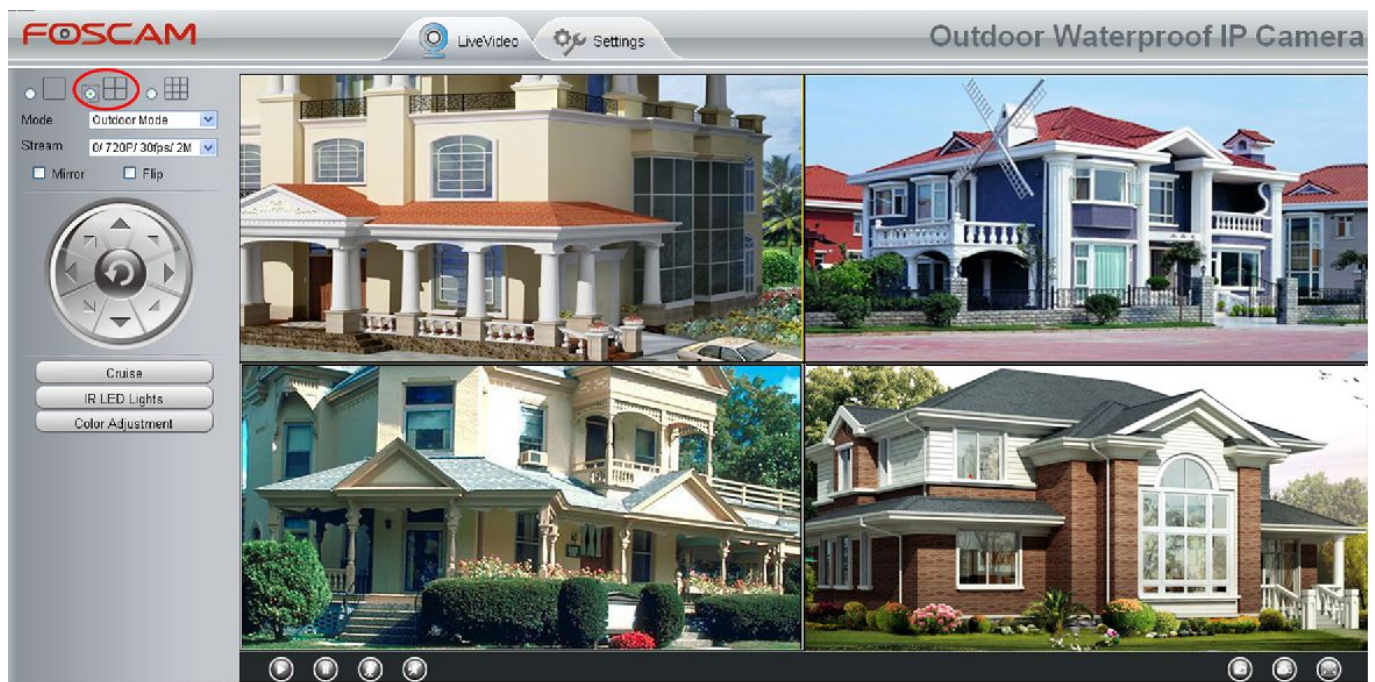 FOSCAM
LiveVideo
Settings
Outdoor Waterproof IP Camera
Mode
Outdoor Mode
Stream
0/ 720P/ 30fps/ 2M
Mirror
Flip
Cruise
IR LED Lights
Color Adjustment